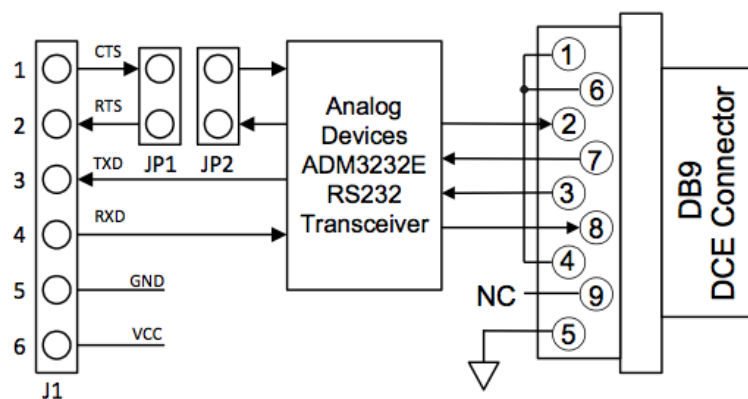 1
CTS
2
RTS
3
TXD
4
RXD
5
GND
6
VCC
J1
JP1
JP2
Analog
Devices
ADM3232E
RS232
Transceiver
1
6
2
7
3
8
4
NC
9
5
DB9
DCE Connector